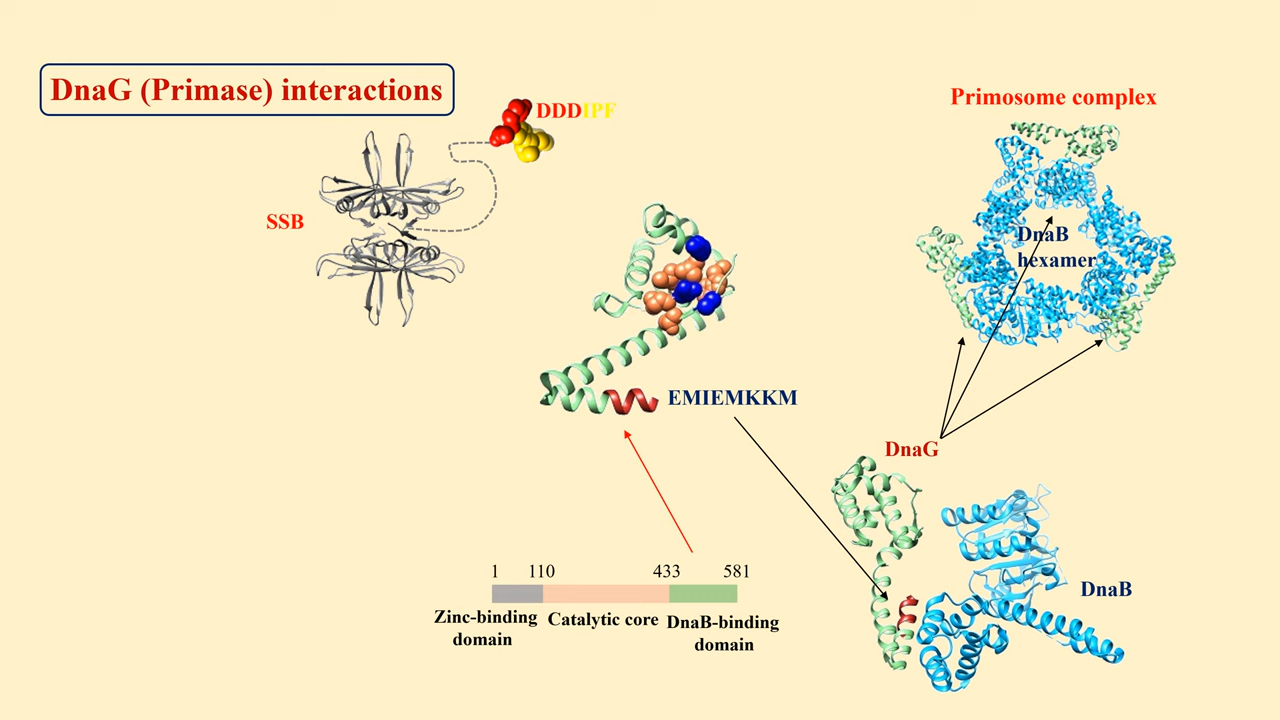 DnaG (Primase) interactions
DDDIPF
Primosome complex
SSB
DnaB
hexamer
EMIEMKKM
DnaG
1 110 433 581
DnaB
Zinc-binding
domain
Catalytic core
DnaB-binding
domain